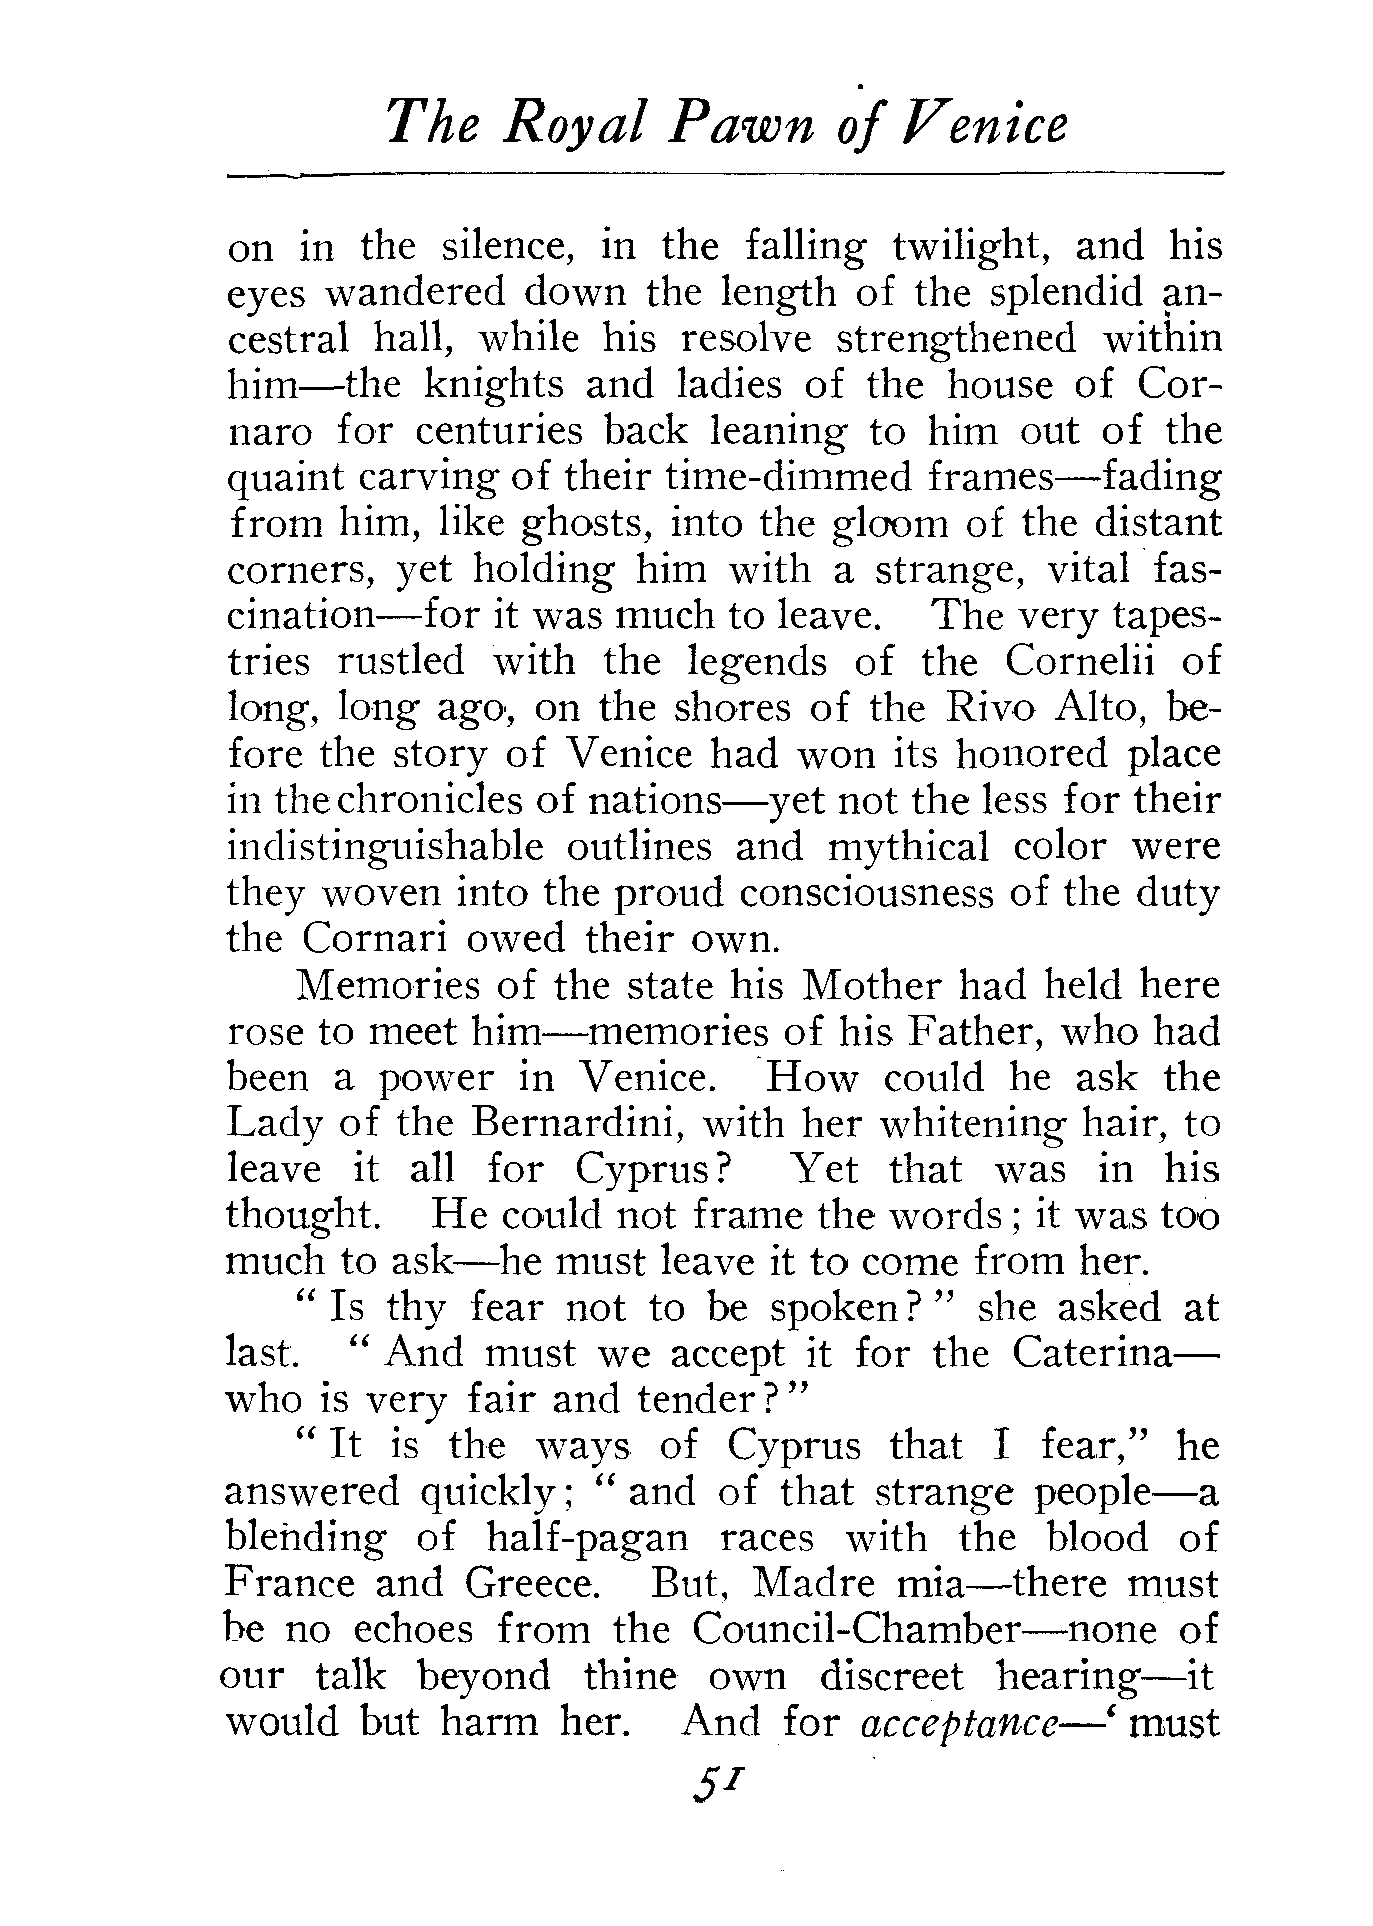 The Royal Pawn of Venice
on in the silence, in the falling twilight, and his
eyes wandered down the length of the splendid an-
cestral hall, while his resolve strengthened within
him—the knights and ladies of the house of Cor-
naro for centuries back leaning to him out of the
quaint carving of their time-dimmed frames—fading
from him, like ghosts, into the gloom of the distant
corners, yet holding him with a strange, vital fas-
cination—for it was much to leave. The very tapes-
tries rustled with the legends of the Cornelii of
long, long ago, on the shores of the Rivo Alto, be-
fore the story of Venice had won its honored place
in the chronicles of nations—yet not the less for their
indistinguishable outlines and mythical color were
they woven into the proud consciousness of the duty
the Cornari owed their own.
Memories of the state his Mother had held here
rose to meet him—memories of his Father, who had
been a power in Venice. How could he ask the
Lady of the Bernardini, with her whitening hair, to
leave it all for Cyprus? Yet that was in his
thought. He could not frame the words; it was too
much to ask—he must leave it to come from her.
“Is thy fear not to be spoken?” she asked at
last. “And must we accept it for the Caterina—
who is very fair and tender?”
“It is the ways of Cyprus that I fear,” he
answered quickly; “and of that strange people—a
blending of half-pagan races with the blood of
France and Greece. But, Madre mia—there must
be no echoes from the Council-Chamber—none of
our talk beyond thine own discreet hearing—it
would but harm her. And for acceptance—‘must
51